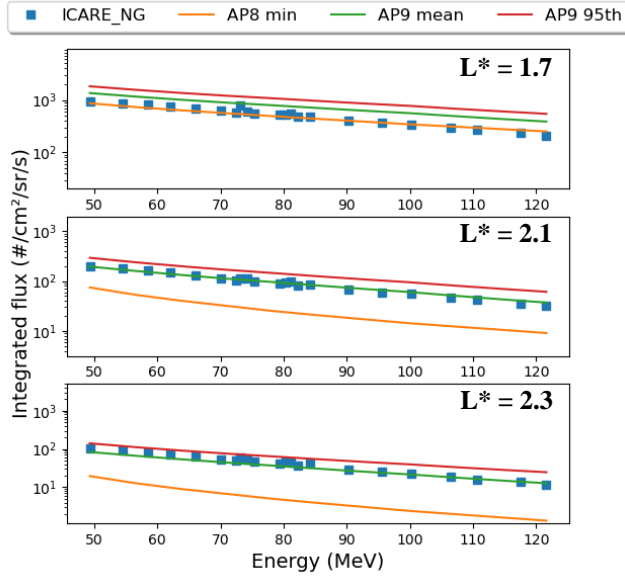 ICARE_NG AP8 min AP9 mean AP9 95th
L* = 1.7
10³
10²
50 60 70 80 90 100 110 120
L* = 2.1
10³
10²
10¹
50 60 70 80 90 100 110 120
L* = 2.3
10³
10²
10¹
50 60 70 80 90 100 110 120
Integrated flux (#/cm²/sr/s)
Energy (MeV)